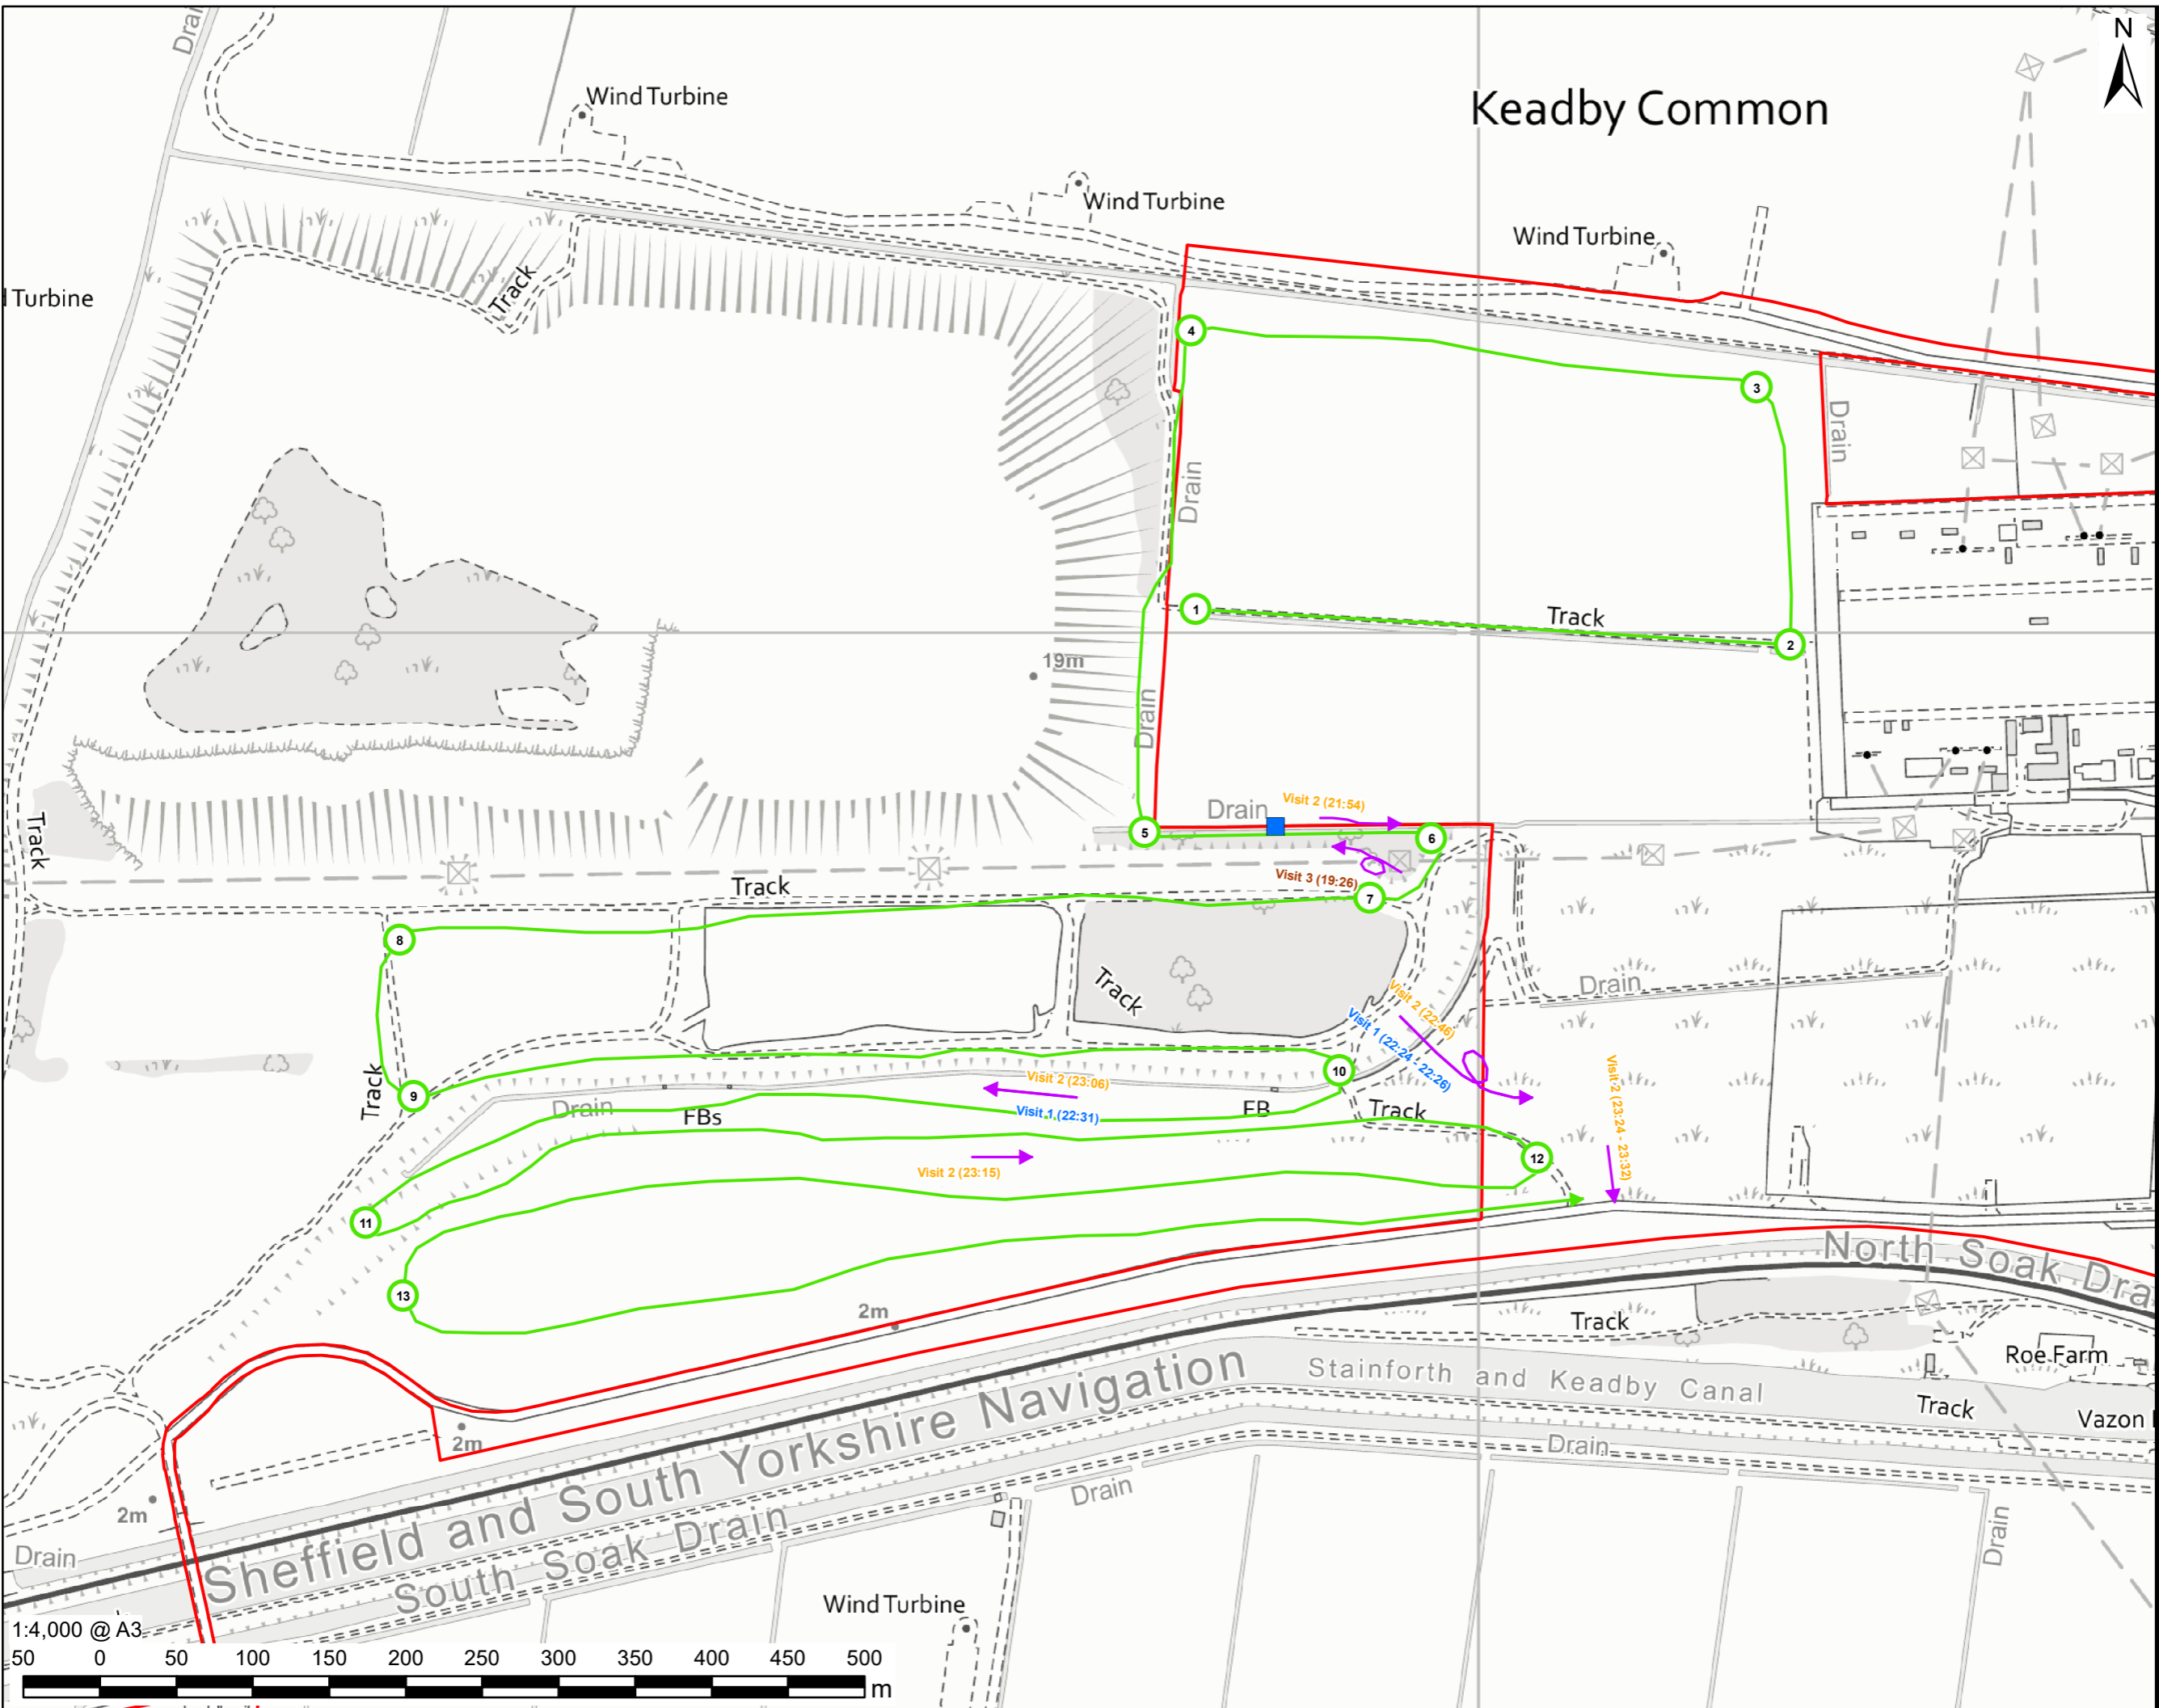 Drai
N
Wind Turbine
Keadby Common
Wind Turbine
Wind Turbine
Track
d Turbine
4
3
Drain
Drain
1
Track
2
19m
Drain
Drain
Visit 2 (21:54)
5
6
Track
Visit 3 (19:26)
Track
7
8
Track
Drain
Visit 2 (22:46)
Visit 1 (22:24 - 22:26)
Visit 2 (23:24 - 23:32)
10
Track
9
Visit 2 (23:06)
Drain
FBs
Visit 1 (22:31)
FB
Track
12
Visit 2 (23:15)
11
North Soak Dra
13
2m
Track
Roe Farm
Stainforth and Keadby Canal
Track
Vazon
Sheffield and South Yorkshire Navigation
2m
Drain
2m
Drain
South Soak Drain
Drain
Drain
Wind Turbine
1:4,000 @ A3
50 0 50 100 150 200 250 300 350 400 450 500
m